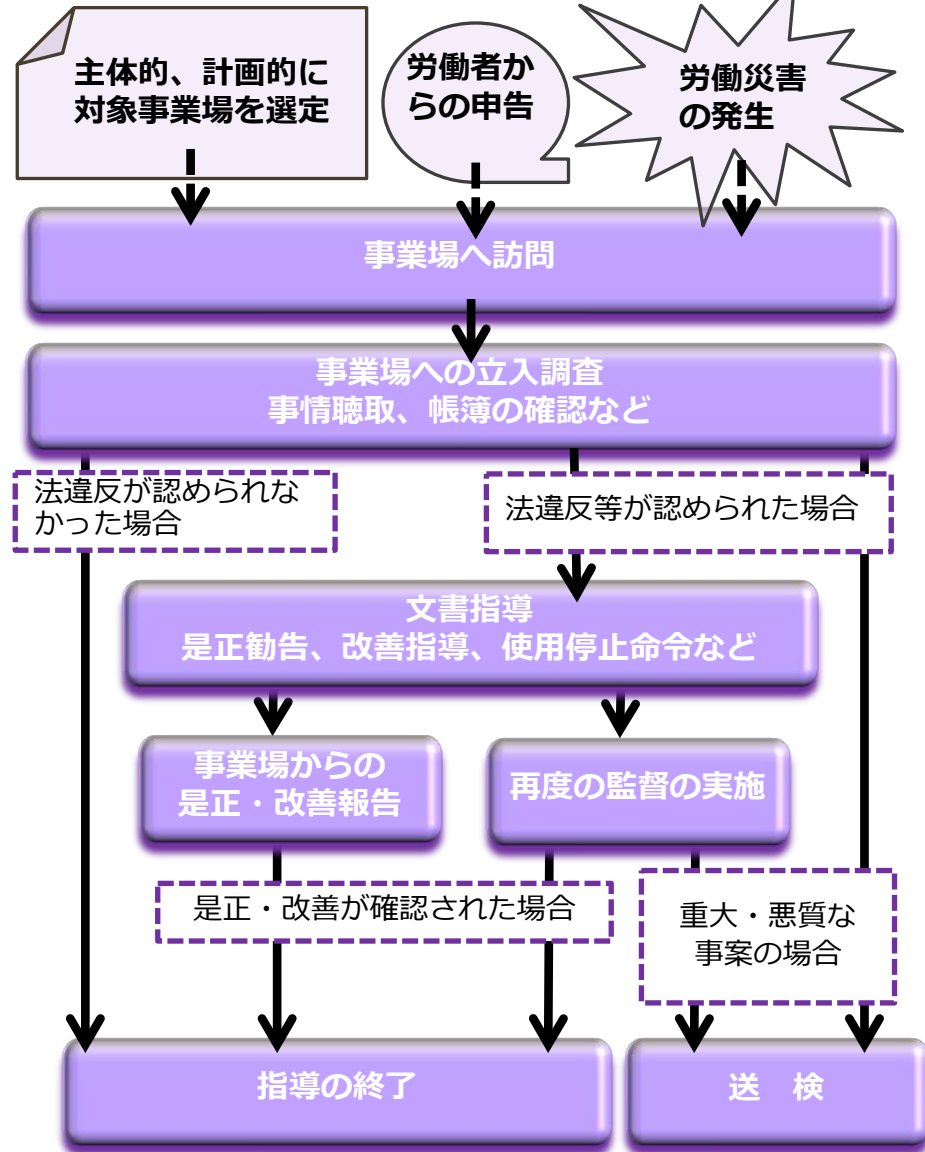 主体的、計画的に
対象事業場を選定
労働者か
らの申告
労働災害
の発生
事業場へ訪問
事業場への立入調査
事情聴取、帳簿の確認など
法違反が認められな
かった場合
法違反等が認められた場合
文書指導
是正勧告、改善指導、使用停止命令など
事業場からの
是正・改善報告
再度の監督の実施
是正・改善が確認された場合
重大・悪質な
事案の場合
指導の終了
送　検